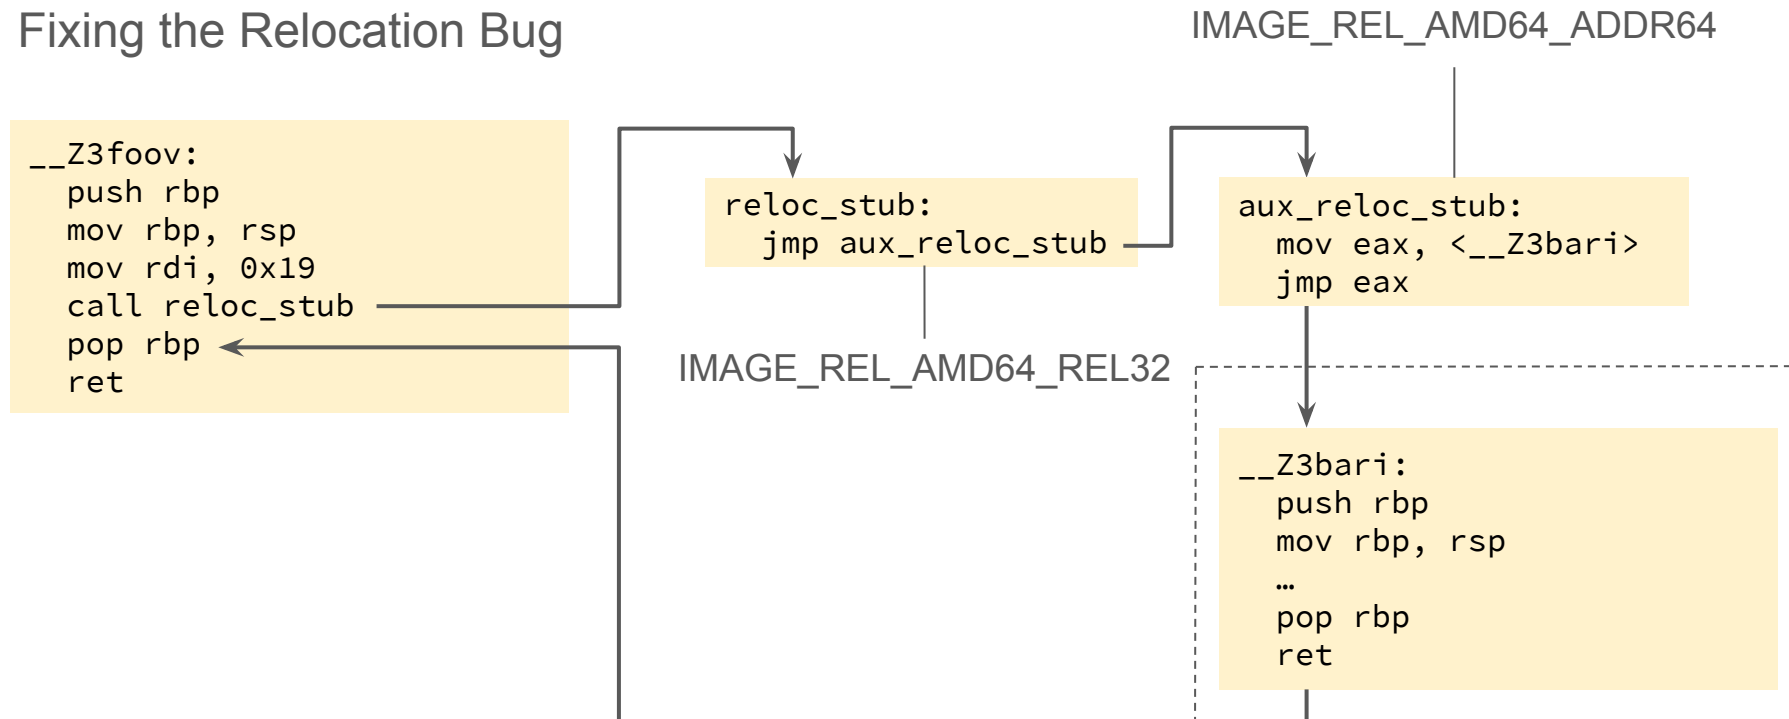 Fixing the Relocation Bug
IMAGE_REL_AMD64_ADDR64
__Z3foov:
push rbp
mov rbp, rsp
mov rdi, 0x19
call reloc_stub
pop rbp
ret
reloc_stub:
jmp aux_reloc_stub
IMAGE_REL_AMD64_REL32
aux_reloc_stub:
mov eax, <__Z3bari>
jmp eax
__Z3bari:
push rbp
mov rbp, rsp
…
pop rbp
ret